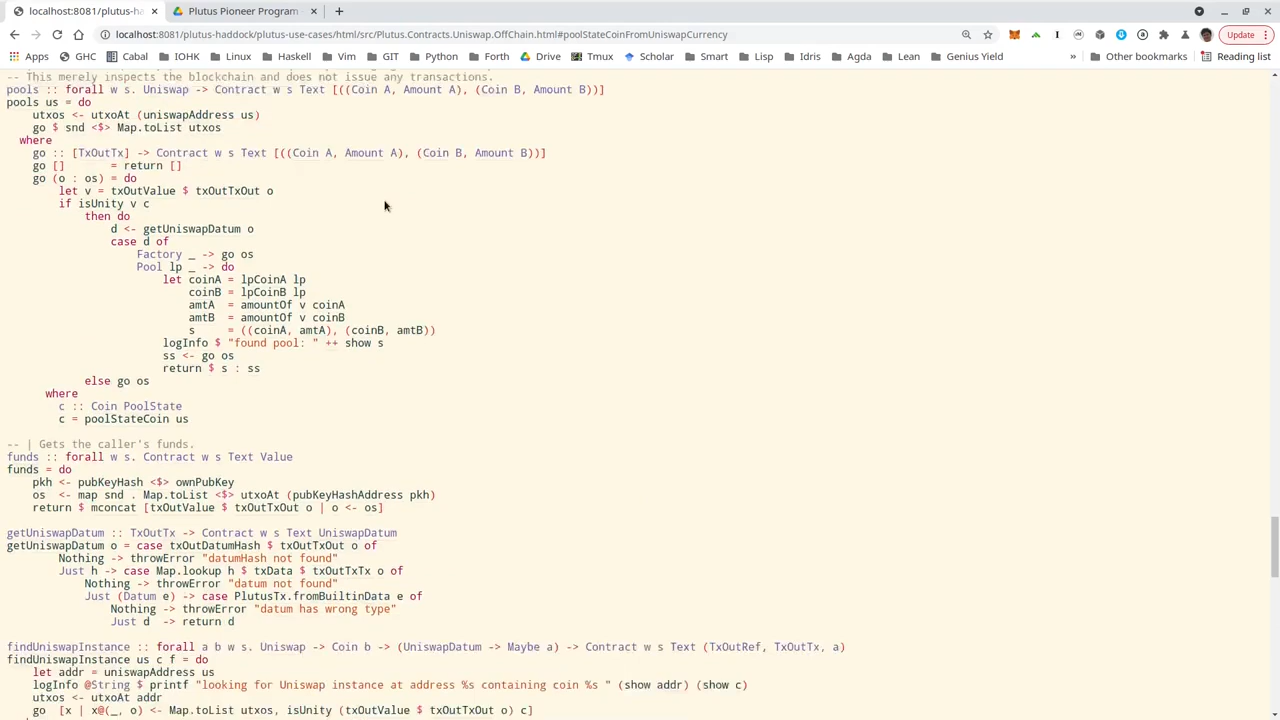 localhost:8081/plutus-h
Plutus Pioneer Program
localhost:8081/plutus-haddock/plutus-use-cases/html/src/Plutus.Contracts.Uniswap.OffChain.html#poolStateCoinFromUniswapCurrency
Update
Apps GHC Cabal IOHK Linux Haskell Vim GIT Python Forth Drive Tmux Scholar Smart Lisp Idris Agda Lean Genius Yield » Other bookmarks Reading list
-- This merely inspects the blockchain and does not issue any transactions.
pools :: forall w s. Uniswap -> Contract w s Text [((Coin A, Amount A), (Coin B, Amount B))]
pools us = do
    utxos <- utxoAt (uniswapAddress us)
    go $ snd <$> Map.toList utxos
  where
    go :: [TxOutTx] -> Contract w s Text [((Coin A, Amount A), (Coin B, Amount B))]
    go []       = return []
    go (o : os) = do
        let v = txOutValue $ txOutTxOut o
        if isUnity v c
            then do
                d <- getUniswapDatum o
                case d of
                    Factory _ -> go os
                    Pool lp _ -> do
                        let coinA = lpCoinA lp
                            coinB = lpCoinB lp
                            amtA  = amountOf v coinA
                            amtB  = amountOf v coinB
                            s     = ((coinA, amtA), (coinB, amtB))
                        logInfo $ "found pool: " ++ show s
                        ss <- go os
                        return $ s : ss
            else go os
      where
        c :: Coin PoolState
        c = poolStateCoin us
-- | Gets the caller's funds.
funds :: forall w s. Contract w s Text Value
funds = do
    pkh <- pubKeyHash <$> ownPubKey
    os  <- map snd . Map.toList <$> utxoAt (pubKeyHashAddress pkh)
    return $ mconcat [txOutValue $ txOutTxOut o | o <- os]
getUniswapDatum :: TxOutTx -> Contract w s Text UniswapDatum
getUniswapDatum o = case txOutDatumHash $ txOutTxOut o of
        Nothing -> throwError "datumHash not found"
        Just h -> case Map.lookup h $ txData $ txOutTxTx o of
            Nothing -> throwError "datum not found"
            Just (Datum e) -> case PlutusTx.fromBuiltinData e of
                Nothing -> throwError "datum has wrong type"
                Just d  -> return d
findUniswapInstance :: forall a b w s. Uniswap -> Coin b -> (UniswapDatum -> Maybe a) -> Contract w s Text (TxOutRef, TxOutTx, a)
findUniswapInstance us c f = do
    let addr = uniswapAddress us
    logInfo @String $ printf "looking for Uniswap instance at address %s containing coin %s " (show addr) (show c)
    utxos <- utxoAt addr
    go  [x | x@(_, o) <- Map.toList utxos, isUnity (txOutValue $ txOutTxOut o) c]